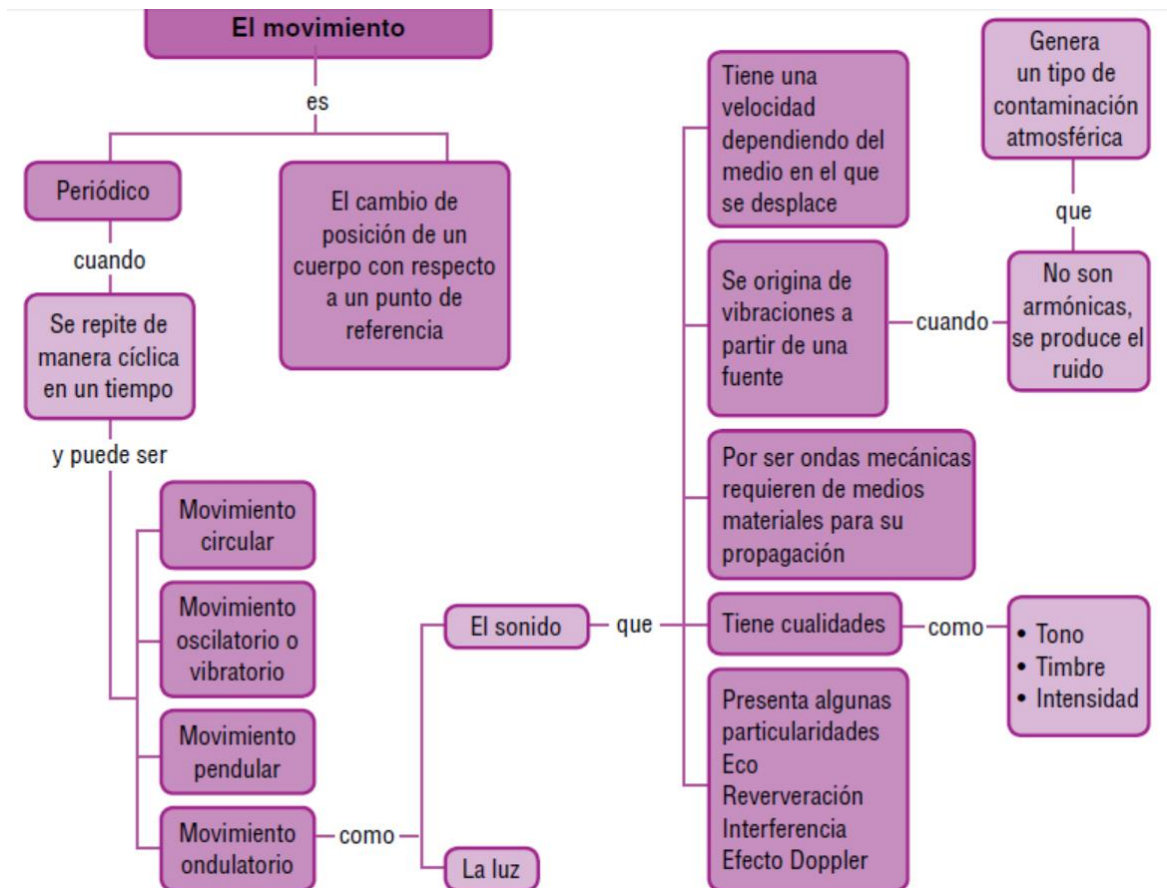 El movimiento
es
Periódico
cuando
Se repite de
manera cíclica
en un tiempo
y puede ser
El cambio de
posición de un
cuerpo con respecto
a un punto de
referencia
Movimiento
circular
Movimiento
oscilatorio o
vibratorio
Movimiento
pendular
Movimiento
ondulatorio
como
El sonido
La luz
que
Tiene una
velocidad
dependiendo del
medio en el que
se desplace
Se origina de
vibraciones a
partir de una
fuente
cuando
No son
armónicas,
se produce el
ruido
que
Genera
un tipo de
contaminación
atmosférica
Por ser ondas mecánicas
requieren de medios
materiales para su
propagación
Tiene cualidades
como
• Tono
• Timbre
• Intensidad
Presenta algunas
particularidades
Eco
Reververación
Interferencia
Efecto Doppler